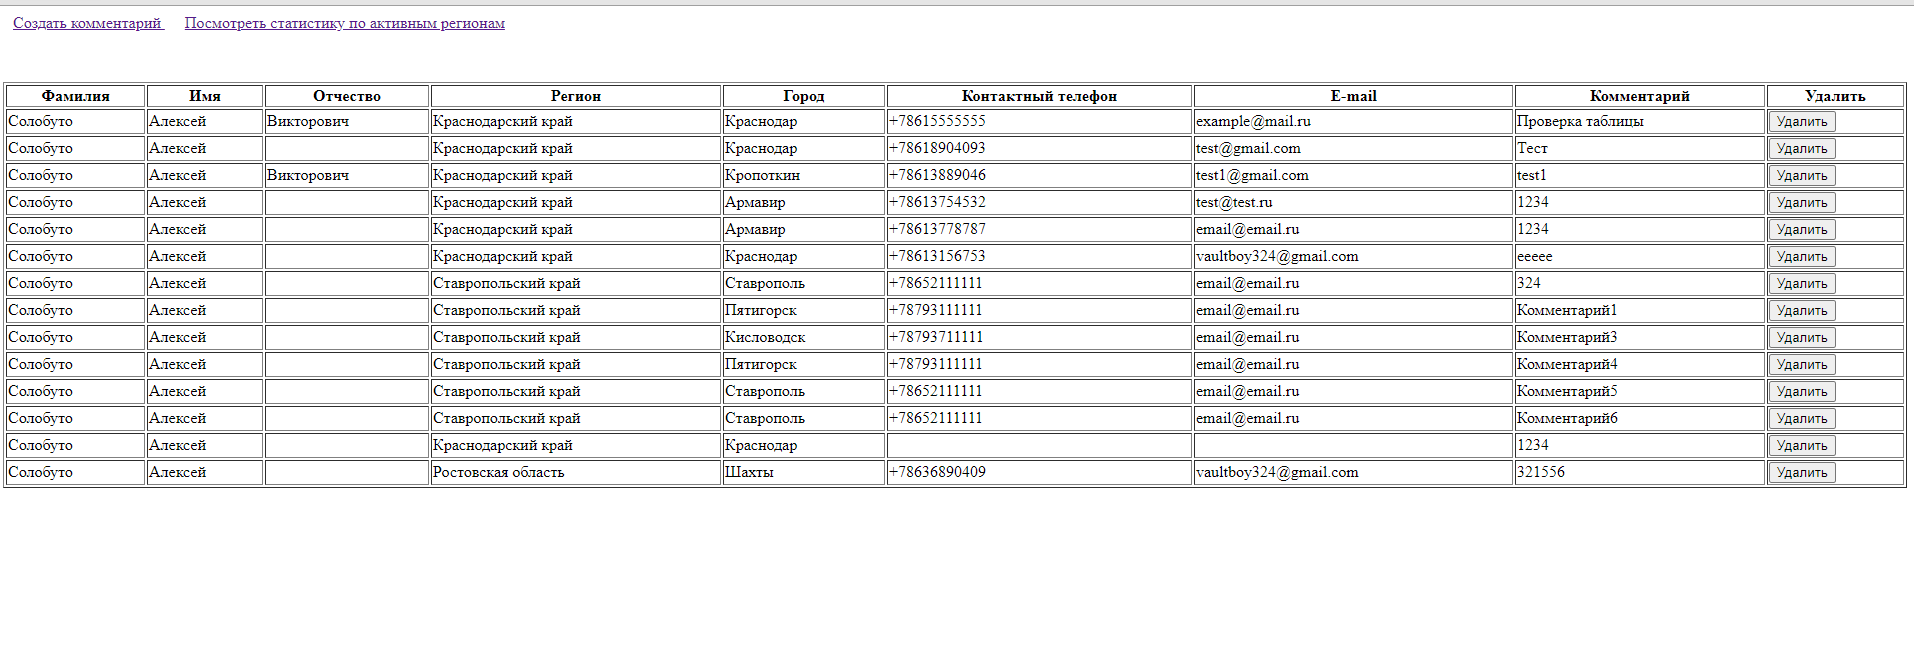 Создать комментарий Посмотреть статистику по активным регионам
Фамилия Имя Отчество Регион Город Контактный телефон E-mail Комментарий Удалить
Солобуто Алексей Викторович Краснодарский край Краснодар +78615555555 example@mail.ru Проверка таблицы Удалить
Солобуто Алексей Краснодарский край Краснодар +78618904093 test@gmail.com Тест Удалить
Солобуто Алексей Викторович Краснодарский край Кропоткин +78613889046 test1@gmail.com test1 Удалить
Солобуто Алексей Краснодарский край Армавир +78613754532 test@test.ru 1234 Удалить
Солобуто Алексей Краснодарский край Армавир +78613778787 email@email.ru 1234 Удалить
Солобуто Алексей Краснодарский край Краснодар +78613156753 vaultboy324@gmail.com eeeee Удалить
Солобуто Алексей Ставропольский край Ставрополь +78652111111 email@email.ru 324 Удалить
Солобуто Алексей Ставропольский край Пятигорск +78793111111 email@email.ru Комментарий1 Удалить
Солобуто Алексей Ставропольский край Кисловодск +78793711111 email@email.ru Комментарий3 Удалить
Солобуто Алексей Ставропольский край Пятигорск +78793111111 email@email.ru Комментарий4 Удалить
Солобуто Алексей Ставропольский край Ставрополь +78652111111 email@email.ru Комментарий5 Удалить
Солобуто Алексей Ставропольский край Ставрополь +78652111111 email@email.ru Комментарий6 Удалить
Солобуто Алексей Краснодарский край Краснодар 1234 Удалить
Солобуто Алексей Ростовская область Шахты +78636890409 vaultboy324@gmail.com 321556 Удалить